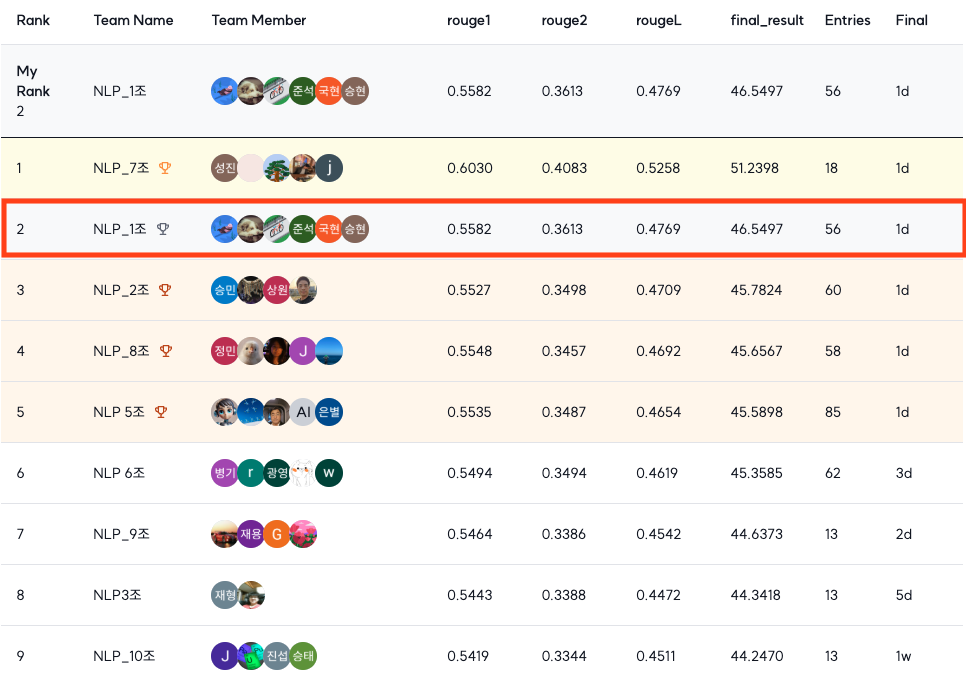 Rank Team Name Team Member rouge1 rouge2 rougeL final_result Entries Final
My Rank 2 NLP_1조 준석 국현 승현 0.5582 0.3613 0.4769 46.5497 56 1d
1 NLP_7조 성진 j 0.6030 0.4083 0.5258 51.2398 18 1d
2 NLP_1조 준석 국현 승현 0.5582 0.3613 0.4769 46.5497 56 1d
3 NLP_2조 승민 상원 0.5527 0.3498 0.4709 45.7824 60 1d
4 NLP_8조 정민 J 0.5548 0.3457 0.4692 45.6567 58 1d
5 NLP 5조 AI 은별 0.5535 0.3487 0.4654 45.5898 85 1d
6 NLP 6조 병기 r 광영 w 0.5494 0.3494 0.4619 45.3585 62 3d
7 NLP_9조 재용 G 0.5464 0.3386 0.4542 44.6373 13 2d
8 NLP3조 재형 0.5443 0.3388 0.4472 44.3418 13 5d
9 NLP_10조 J 진섭 승태 0.5419 0.3344 0.4511 44.2470 13 1w